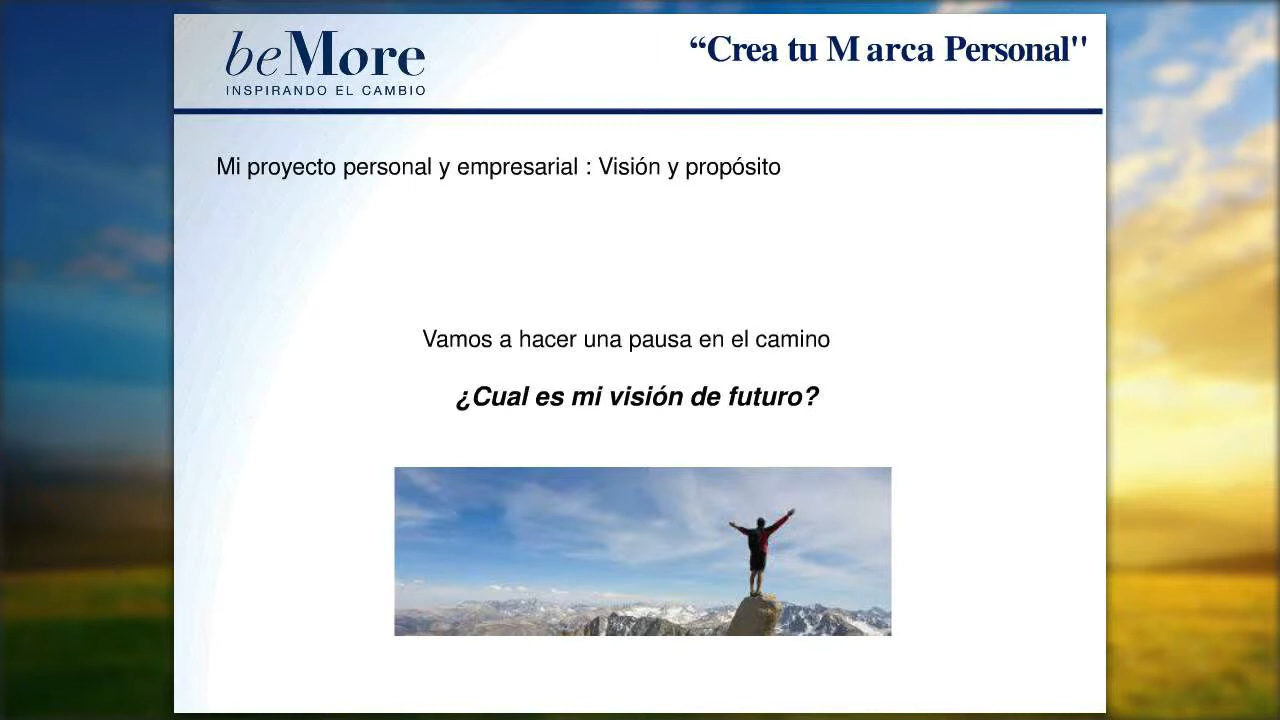 beMore
INSPIRANDO EL CAMBIO
“Crea tu Marca Personal"
Mi proyecto personal y empresarial : Visión y propósito
Vamos a hacer una pausa en el camino
¿Cual es mi visión de futuro?